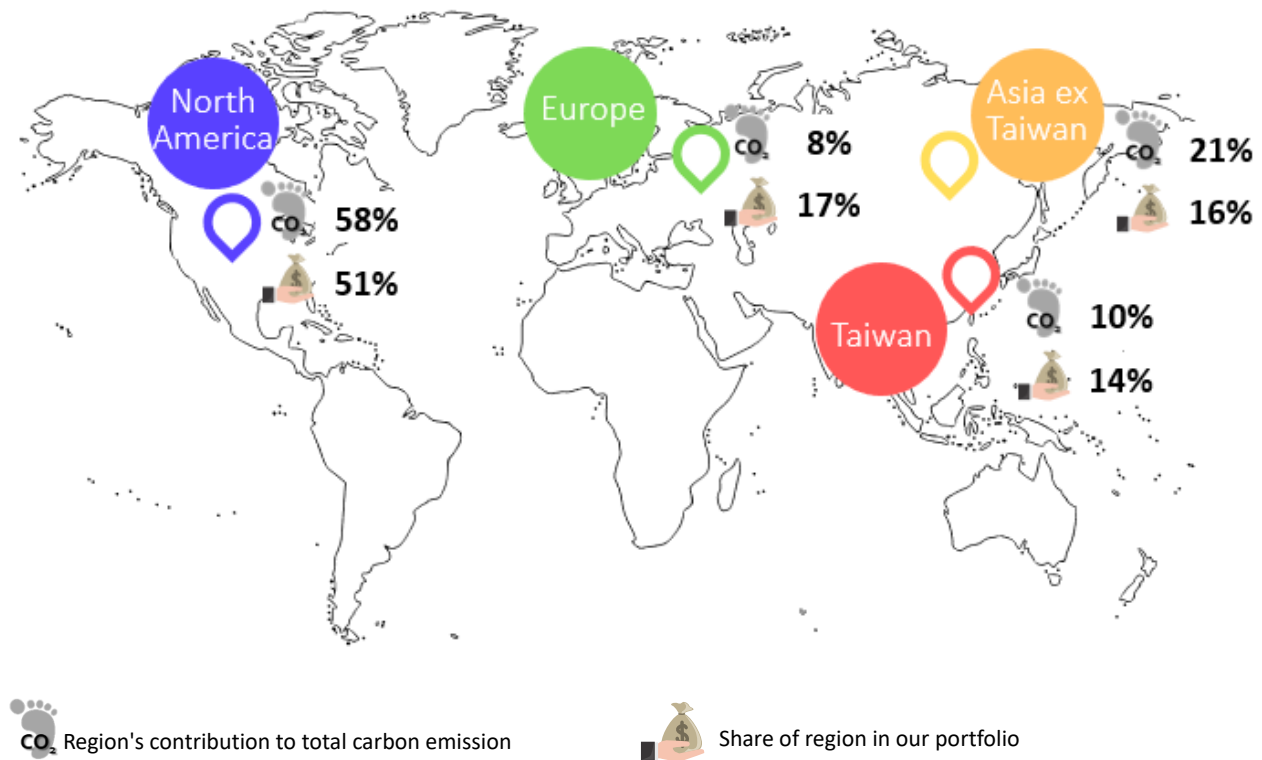 North
America
CO₂ 58%
51%
Europe
CO₂ 8%
17%
Asia ex
Taiwan
CO₂ 21%
16%
Taiwan
CO₂ 10%
14%
CO₂ Region's contribution to total carbon emission
Share of region in our portfolio